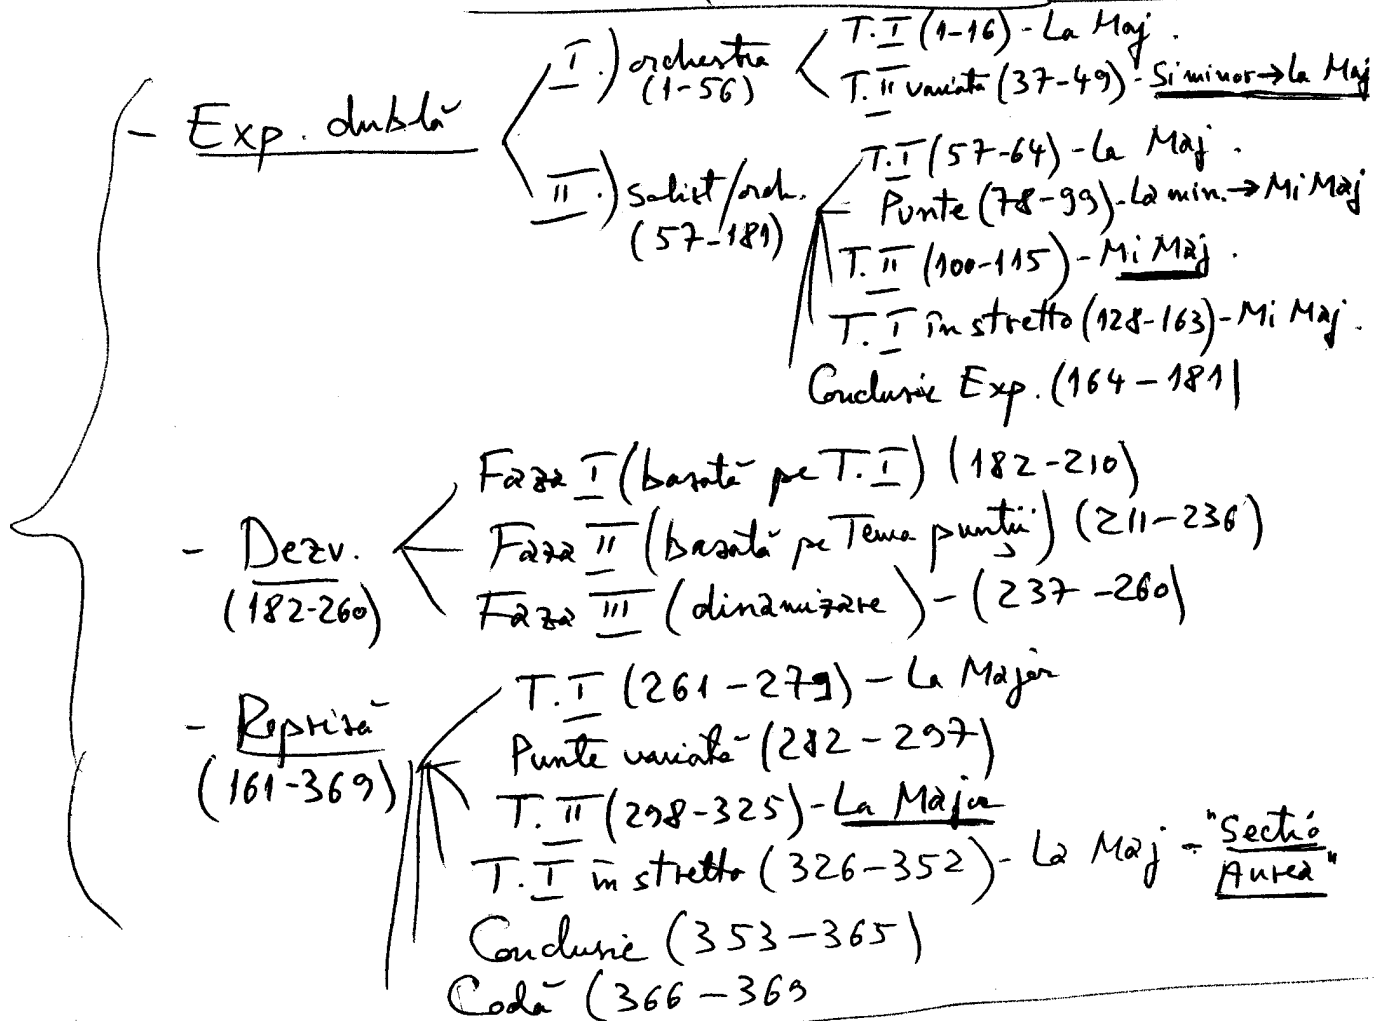 - Exp. dublă
I.) orchestra
(1-56)
T.I (1-16) - La Maj.
T.II variată (37-49) - Si minor → La Maj
II.) solist/orch.
(57-181)
T.I (57-64) - La Maj.
Punte (78-99) - La min. → Mi Maj
T.II (100-115) - Mi Maj.
T.I în stretto (128-163) - Mi Maj.
Concluzie Exp. (164-181)
- Dezv.
(182-260)
Faza I (bazată pe T.I) (182-210)
Faza II (bazată pe Tema punții) (211-236)
Faza III (dinamizare) - (237-260)
- Repriză
(161-369)
T.I (261-279) - La Major
Punte variată (282-297)
T.II (298-325) - La Major
T.I în stretto (326-352) - La Maj - "Sectio
Aurea"
Concluzie (353-365)
Codă (366-369